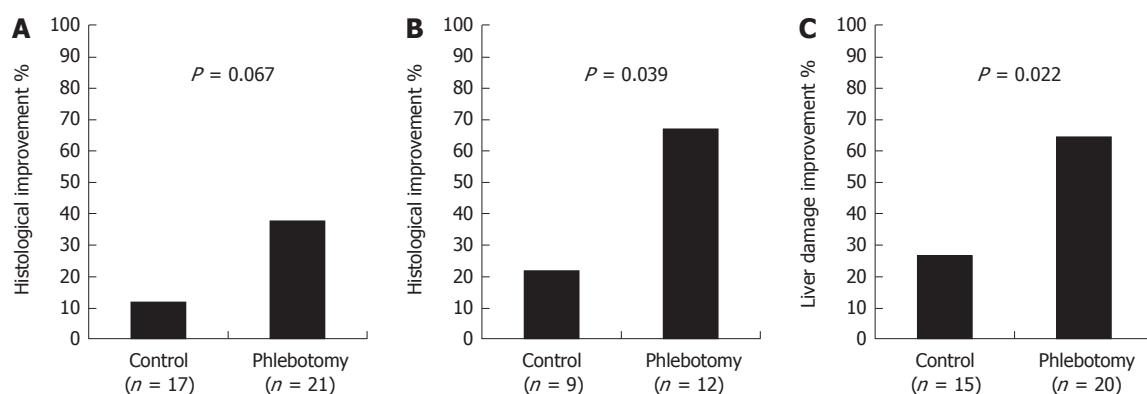 A
Histological improvement %
100
90
80
70
60
50
40
30
20
10
0
P = 0.067
Control
(n = 17)
Phlebotomy
(n = 21)
B
Histological improvement %
100
90
80
70
60
50
40
30
20
10
0
P = 0.039
Control
(n = 9)
Phlebotomy
(n = 12)
C
Liver damage improvement %
100
90
80
70
60
50
40
30
20
10
0
P = 0.022
Control
(n = 15)
Phlebotomy
(n = 20)